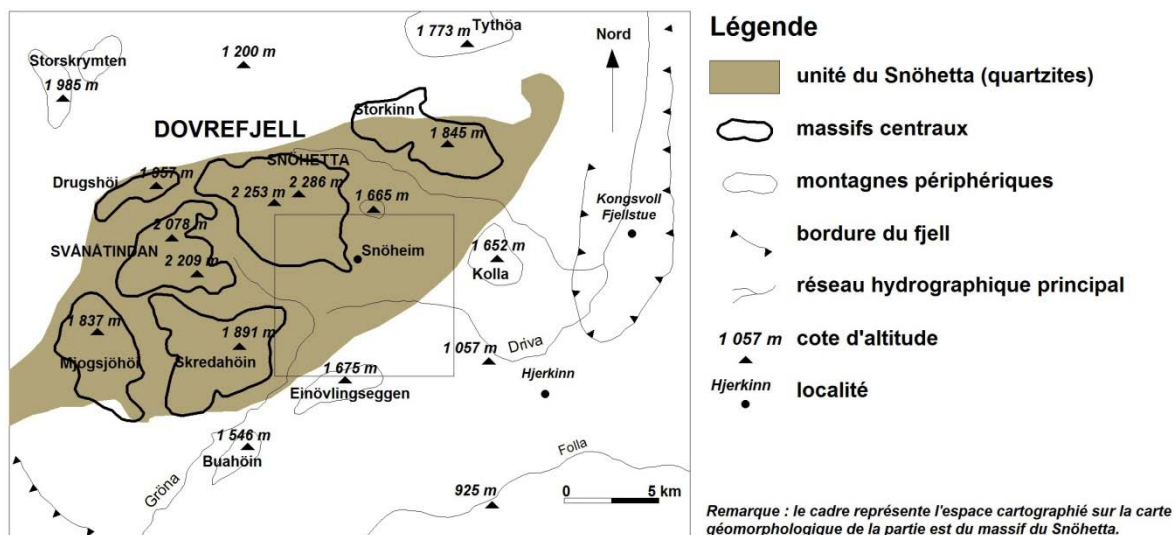 Tythöa
1 773 m
Nord
Storskrymten
1 200 m
1 985 m
Storkinn
DOVREFJELL
1 845 m
SNÖHETTA
Drugshöi
1 957 m
2 253 m
2 286 m
1 665 m
Kongsvoll
Fjellstue
2 078 m
SVÅNÅTINDAN
Snöheim
1 652 m
Kolla
2 209 m
1 837 m
1 891 m
Mjogsjöhöi
Skredahöin
1 057 m
Driva
1 675 m
Hjerkinn
Einövlingseggen
1 546 m
Buahöin
Folla
Gröna
925 m
0 5 km
Légende
unité du Snöhetta (quartzites)
massifs centraux
montagnes périphériques
bordure du fjell
réseau hydrographique principal
1 057 m
cote d'altitude
Hjerkinn
localité
Remarque : le cadre représente l'espace cartographié sur la carte
géomorphologique de la partie est du massif du Snöhetta.